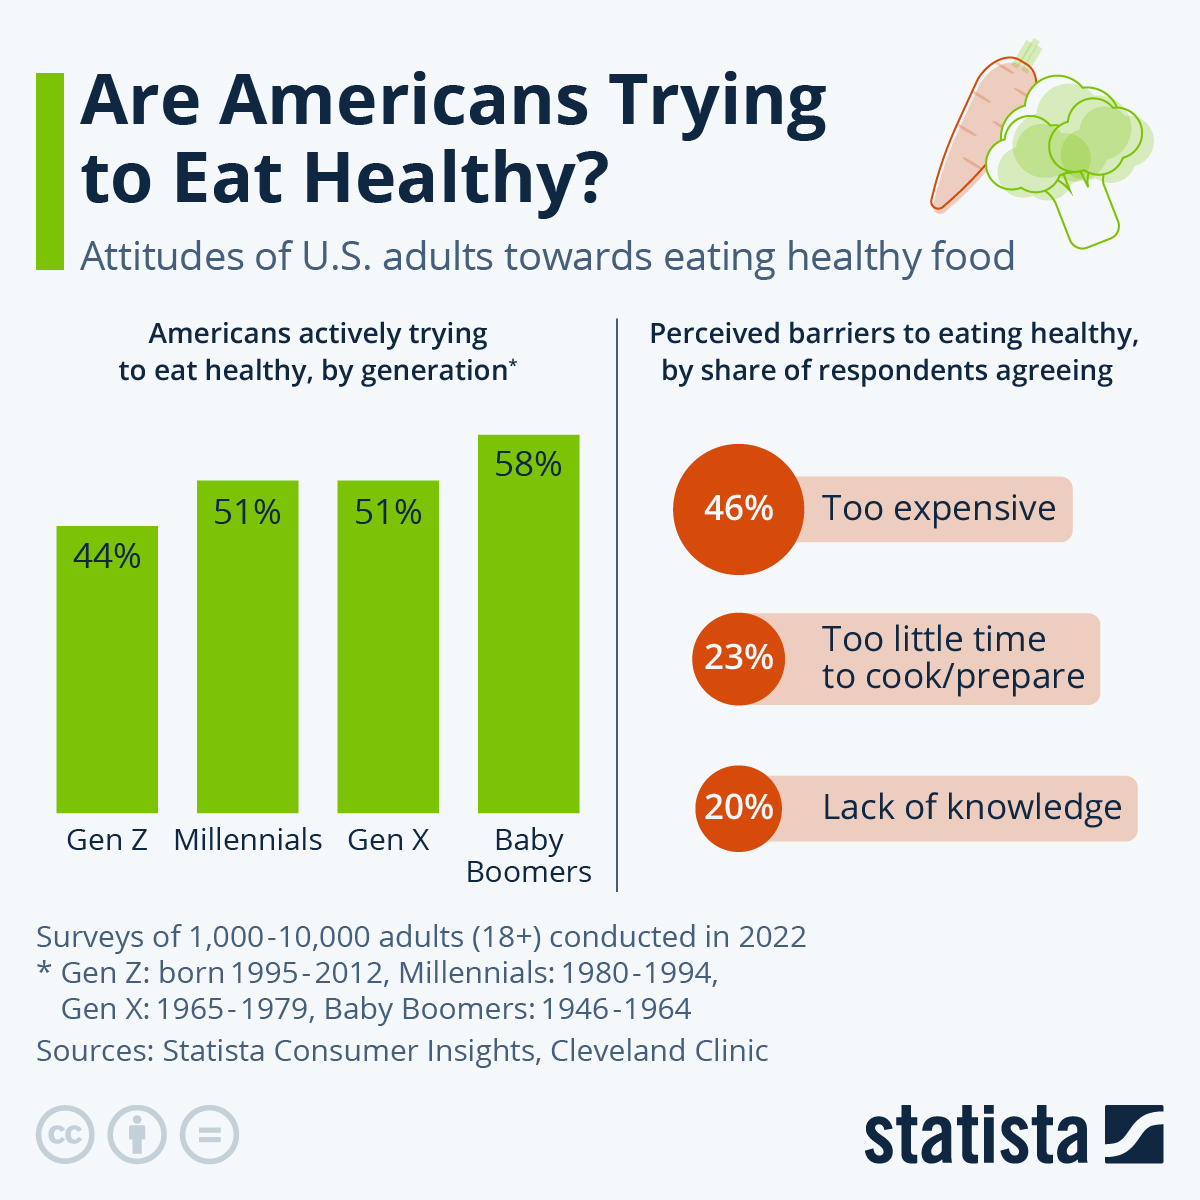 Are Americans Trying
to Eat Healthy?
Attitudes of U.S. adults towards eating healthy food
Americans actively trying
to eat healthy, by generation*
58%
51%
51%
44%
Gen Z
Millennials
Gen X
Baby
Boomers
Perceived barriers to eating healthy,
by share of respondents agreeing
46% Too expensive
23% Too little time
to cook/prepare
20% Lack of knowledge
Surveys of 1,000-10,000 adults (18+) conducted in 2022
* Gen Z: born 1995-2012, Millennials: 1980-1994,
Gen X: 1965-1979, Baby Boomers: 1946-1964
Sources: Statista Consumer Insights, Cleveland Clinic
cc
statista